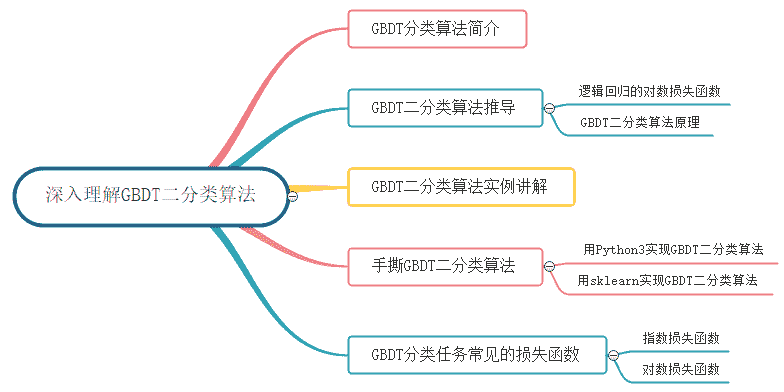 GBDT分类算法简介
逻辑回归的对数损失函数
GBDT二分类算法推导
GBDT二分类算法原理
深入理解GBDT二分类算法
GBDT二分类算法实例讲解
用Python3实现GBDT二分类算法
手撕GBDT二分类算法
用sklearn实现GBDT二分类算法
指数损失函数
GBDT分类任务常见的损失函数
对数损失函数